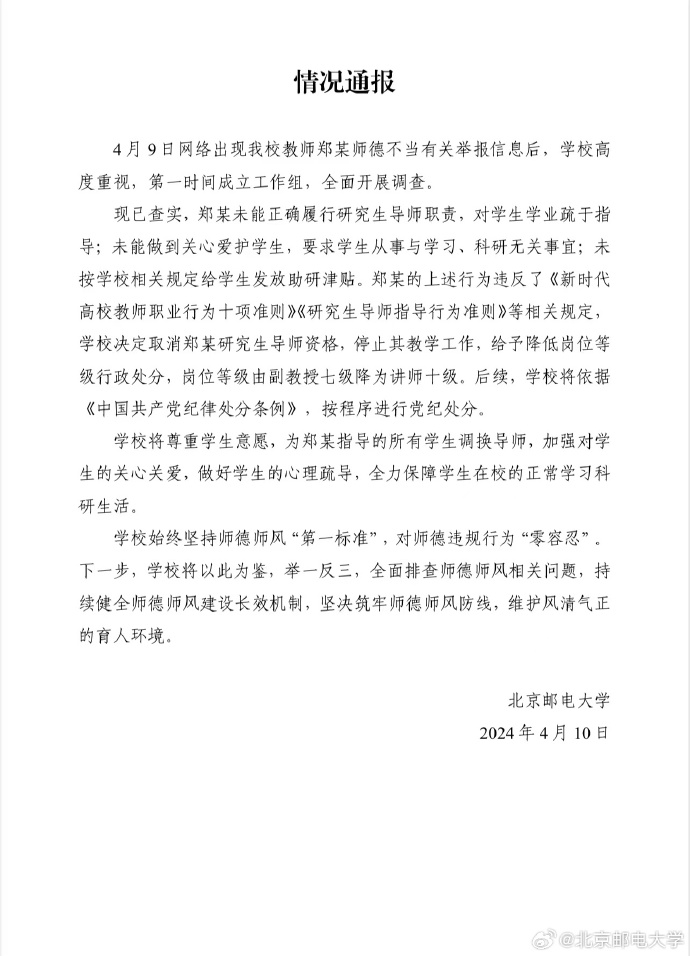 情况通报
4 月 9 日网络出现我校教师郑某师德不当有关举报信息后，学校高
度重视，第一时间成立工作组，全面开展调查。
现已查实，郑某未能正确履行研究生导师职责，对学生学业疏于指
导；未能做到关心爱护学生，要求学生从事与学习、科研无关事宜；未
按学校相关规定给学生发放助研津贴。郑某的上述行为违反了《新时代
高校教师职业行为十项准则》《研究生导师指导行为准则》等相关规定，
学校决定取消郑某研究生导师资格，停止其教学工作，给予降低岗位等
级行政处分，岗位等级由副教授七级降为讲师十级。后续，学校将依据
《中国共产党纪律处分条例》，按程序进行党纪处分。
学校将尊重学生意愿，为郑某指导的所有学生调换导师，加强对学
生的关心关爱，做好学生的心理疏导，全力保障学生在校的正常学习科
研生活。
学校始终坚持师德师风“第一标准”，对师德违规行为“零容忍”。
下一步，学校将以此为鉴，举一反三，全面排查师德师风相关问题，持
续健全师德师风建设长效机制，坚决筑牢师德师风防线，维护风清气正
的育人环境。
北京邮电大学
2024 年 4 月 10 日
@北京邮电大学